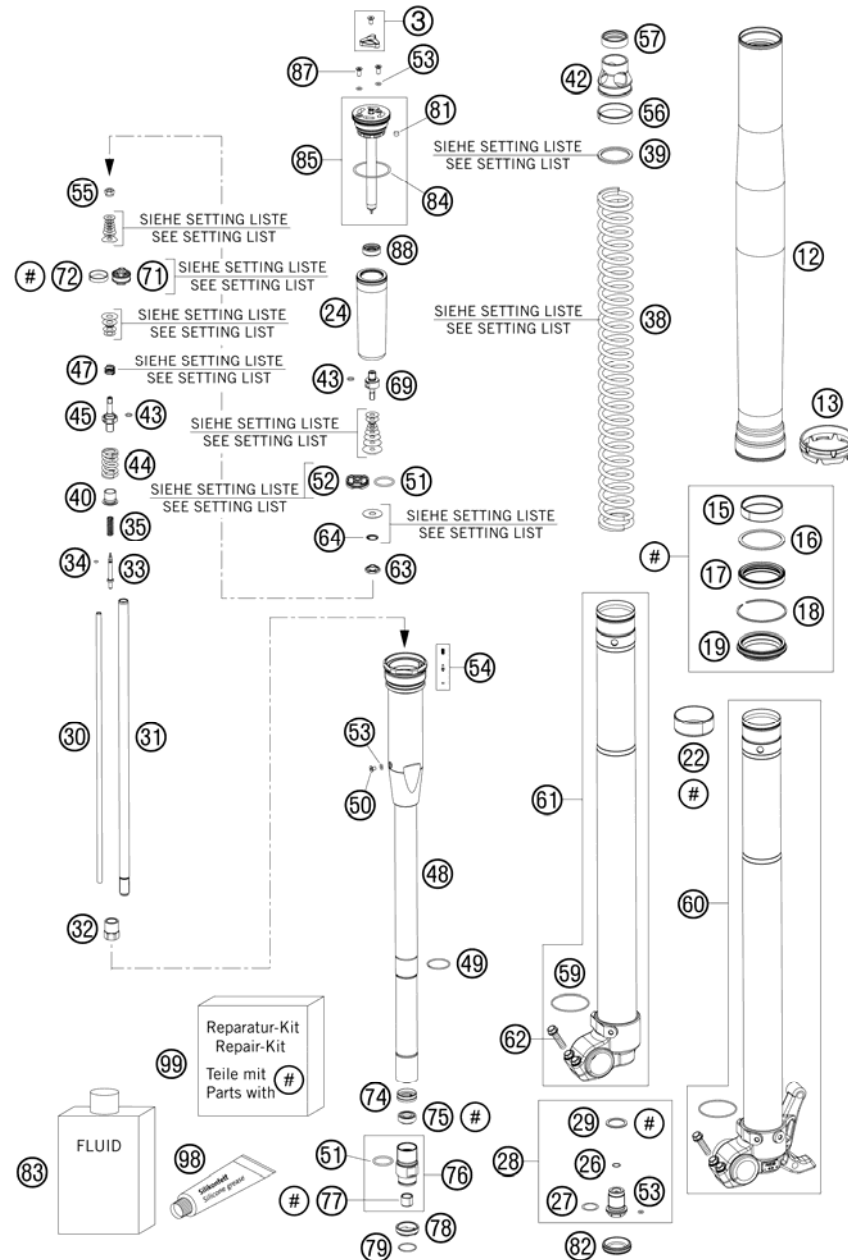 3
87
53
57
42
81
56
85
SIEHE SETTING LISTE
SEE SETTING LIST
39
84
55
SIEHE SETTING LISTE
SEE SETTING LIST
88
12
#
72
71
SIEHE SETTING LISTE
SEE SETTING LIST
24
SIEHE SETTING LISTE
SEE SETTING LIST
SIEHE SETTING LISTE
SEE SETTING LIST
38
47
SIEHE SETTING LISTE
SEE SETTING LIST
43
69
45
43
13
SIEHE SETTING LISTE
SEE SETTING LIST
44
52
51
SIEHE SETTING LISTE
SEE SETTING LIST
40
15
SIEHE SETTING LISTE
SEE SETTING LIST
35
64
16
#
34
33
63
17
18
19
54
30
31
53
22
#
50
61
48
60
32
49
59
62
Reparatur-Kit
Repair-Kit
Teile mit
Parts with #
99
74
75
#
29
#
83
FLUID
98
Silikonfett
Silicone grease
51
76
28
26
27
53
#
77
78
79
82